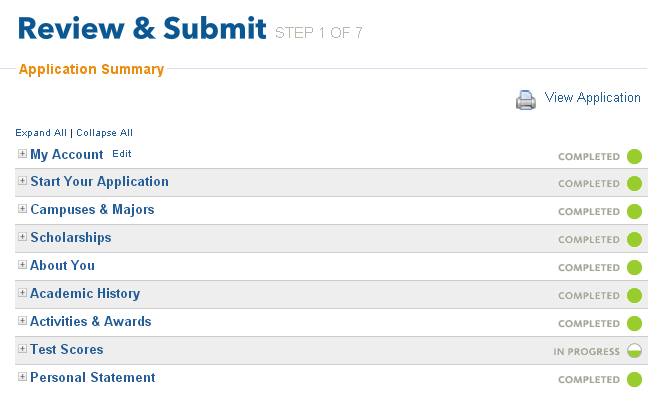 Review & Submit STEP 1 OF 7
Application Summary
View Application
Expand All | Collapse All
My Account Edit COMPLETED
Start Your Application COMPLETED
Campuses & Majors COMPLETED
Scholarships COMPLETED
About You COMPLETED
Academic History COMPLETED
Activities & Awards COMPLETED
Test Scores IN PROGRESS
Personal Statement COMPLETED